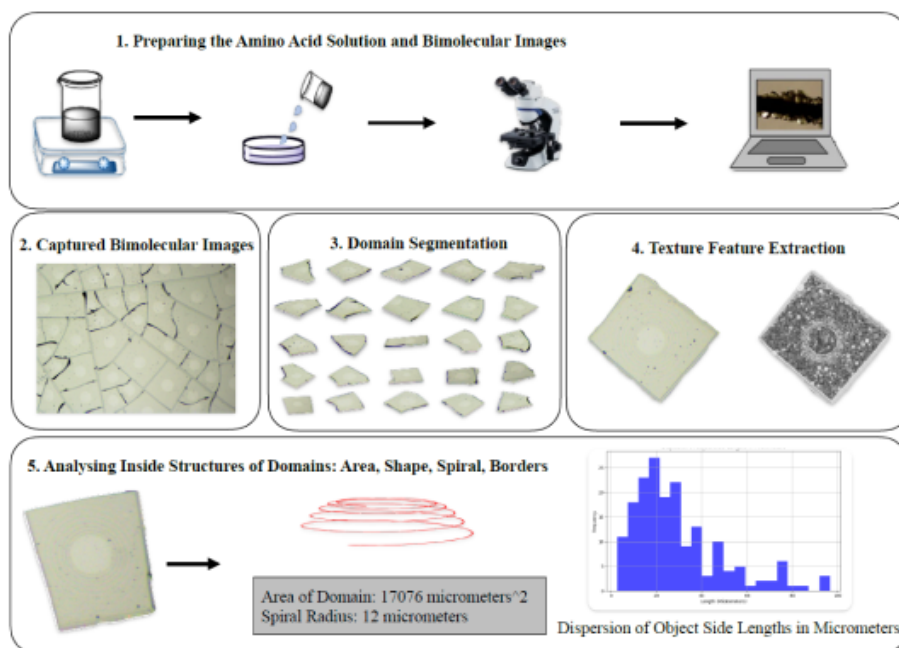 1. Preparing the Amino Acid Solution and Bimolecular Images
2. Captured Bimolecular Images
3. Domain Segmentation
4. Texture Feature Extraction
5. Analysing Inside Structures of Domains: Area, Shape, Spiral, Borders
Area of Domain: 17076 micrometers^2
Spiral Radius: 12 micrometers
Dispersion of Object Side Lengths in Micrometers